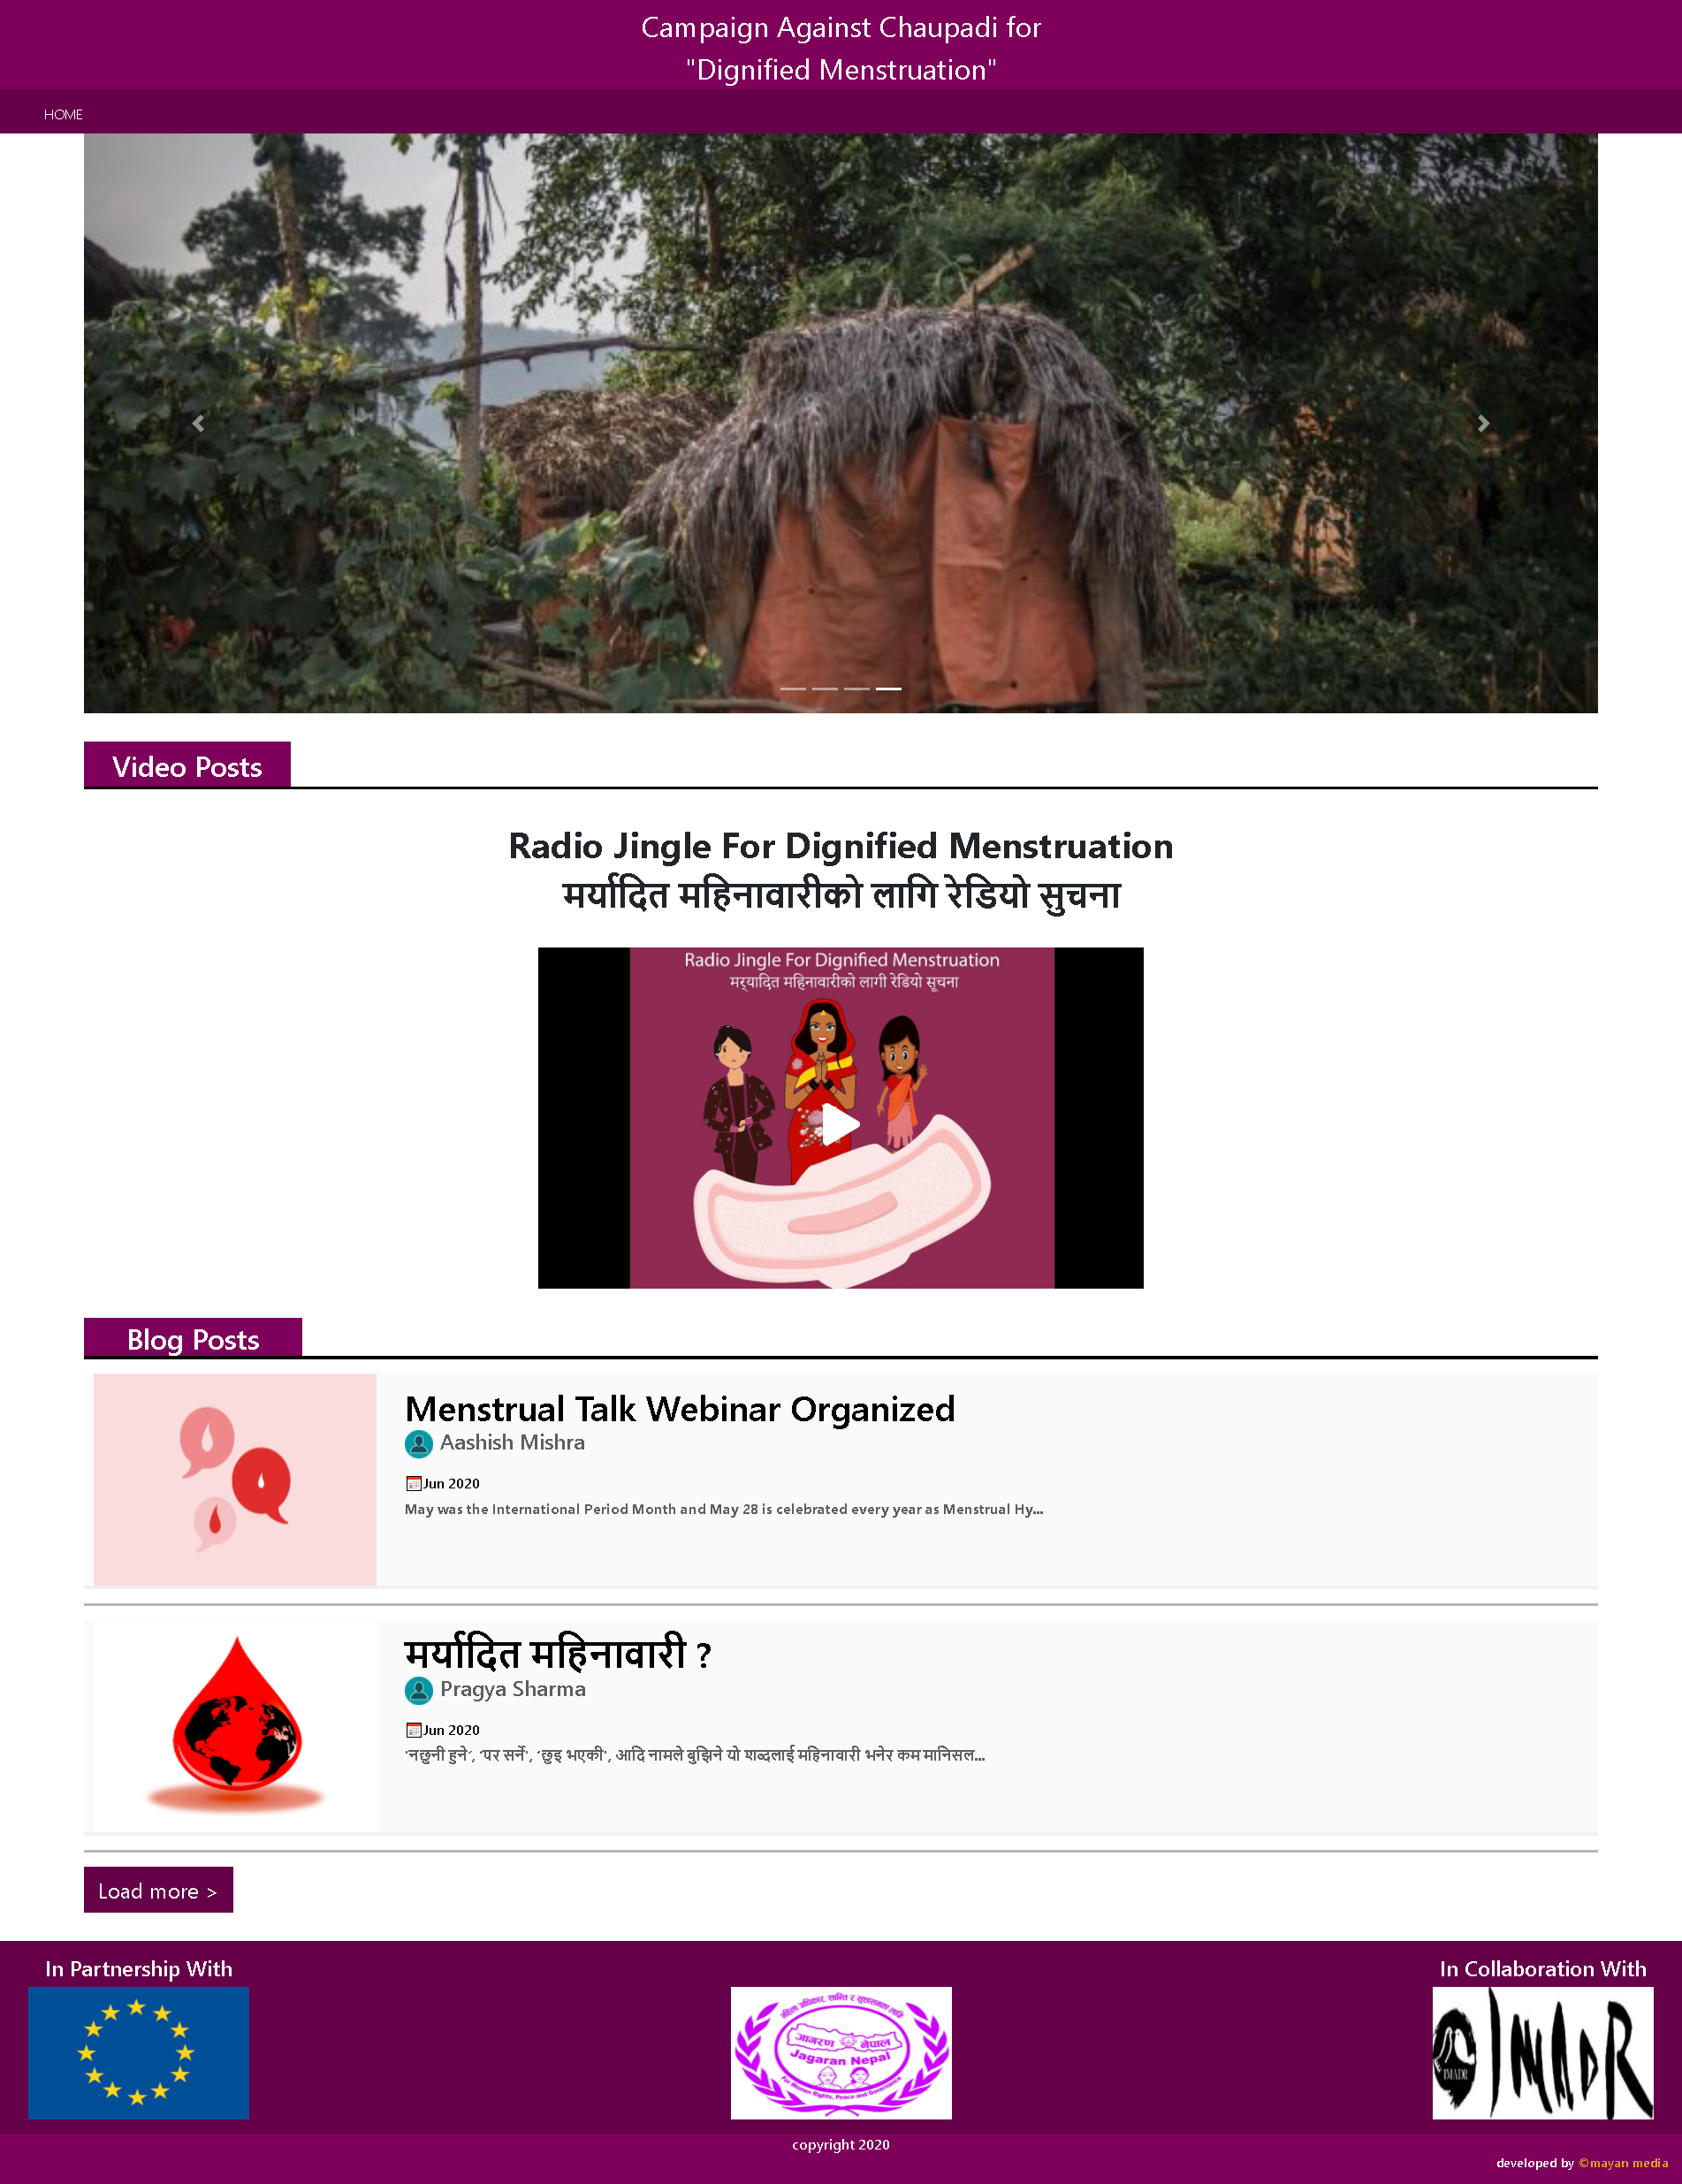 Campaign Against Chaupadi for
"Dignified Menstruation"
HOME
Video Posts
Radio Jingle For Dignified Menstruation
मर्यादित महिनावारीको लागि रेडियो सुचना
Radio Jingle For Dignified Menstruation
मर्‍यादित महिनावारीको लागी रेडियो सूचना
Blog Posts
Menstrual Talk Webinar Organized
Aashish Mishra
Jun 2020
May was the International Period Month and May 28 is celebrated every year as Menstrual Hy...
मर्यादित महिनावारी ?
Pragya Sharma
Jun 2020
'नछुनी हुने', 'पर सर्ने', 'छुइ भएकी', आदि नामले बुझिने यो शब्दलाई महिनावारी भनेर कम मानिसल...
Load more >
In Partnership With
In Collaboration With
महिला अधिकार, शान्ति र सुशासनका लागि
जागरण नेपाल
Jagaran Nepal
For Women Rights, Peace and Governance
IMADR
IMADR
copyright 2020
developed by ©mayan media